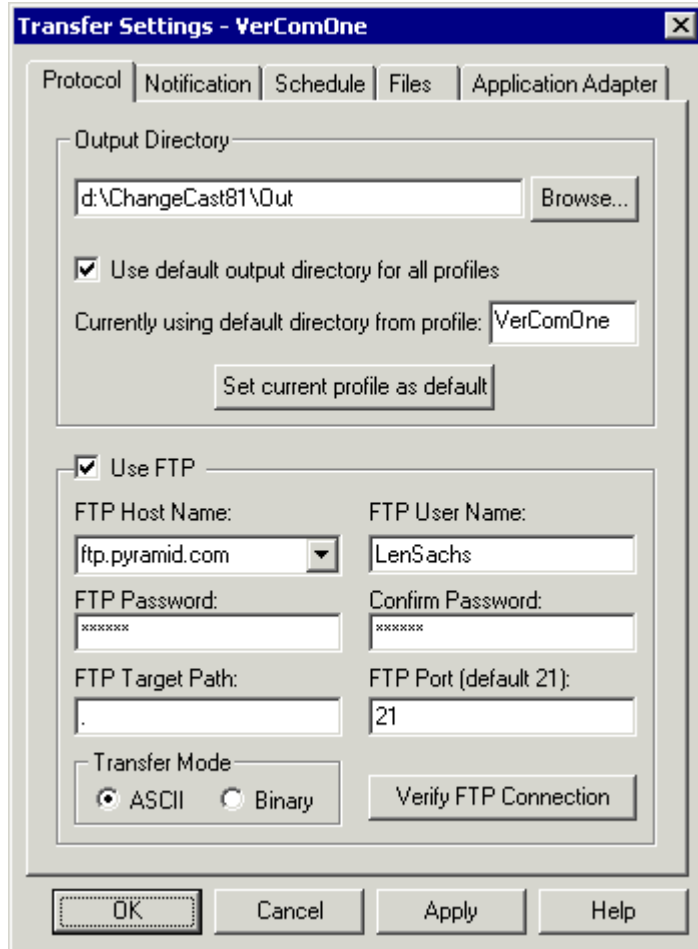 Transfer Settings - VerComOne
Protocol Notification Schedule Files Application Adapter
Output Directory
d:\ChangeCast81\Out Browse...
Use default output directory for all profiles
Currently using default directory from profile: VerComOne
Set current profile as default
Use FTP
FTP Host Name: FTP User Name:
ftp.pyramid.com LenSachs
FTP Password: Confirm Password:
****** ******
FTP Target Path: FTP Port (default 21):
. 21
Transfer Mode
ASCII Binary Verify FTP Connection
OK Cancel Apply Help